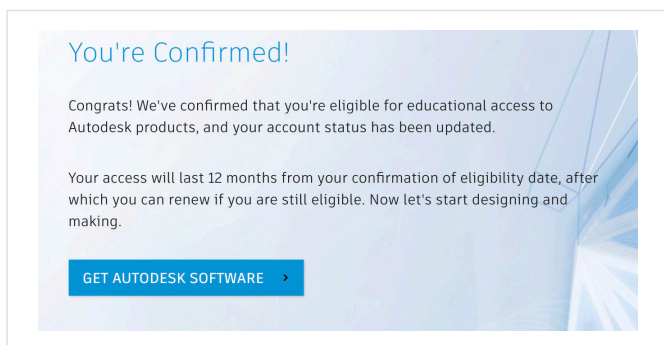 You're Confirmed!
Congrats! We've confirmed that you're eligible for educational access to
Autodesk products, and your account status has been updated.
Your access will last 12 months from your confirmation of eligibility date, after
which you can renew if you are still eligible. Now let's start designing and
making.
GET AUTODESK SOFTWARE >